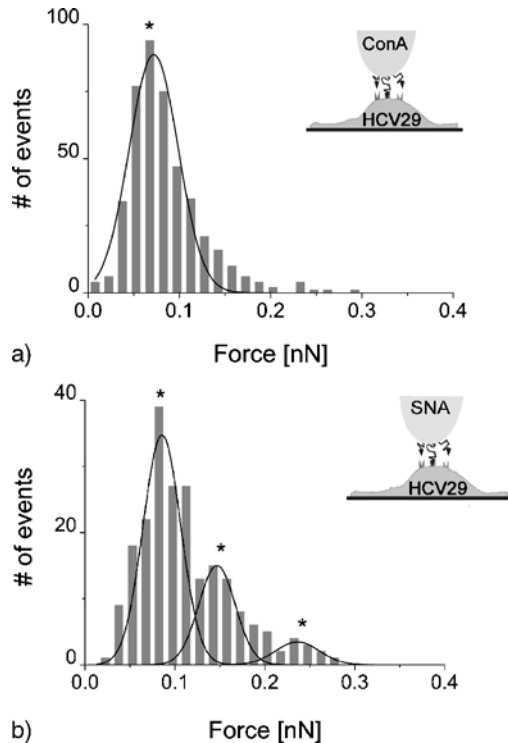 100
*
ConA
HCV29
# of events
50
0
0.0 0.1 0.2 0.3 0.4
a) Force [nN]
40
*
SNA
HCV29
# of events
20
*
*
0
0.0 0.1 0.2 0.3 0.4
b) Force [nN]